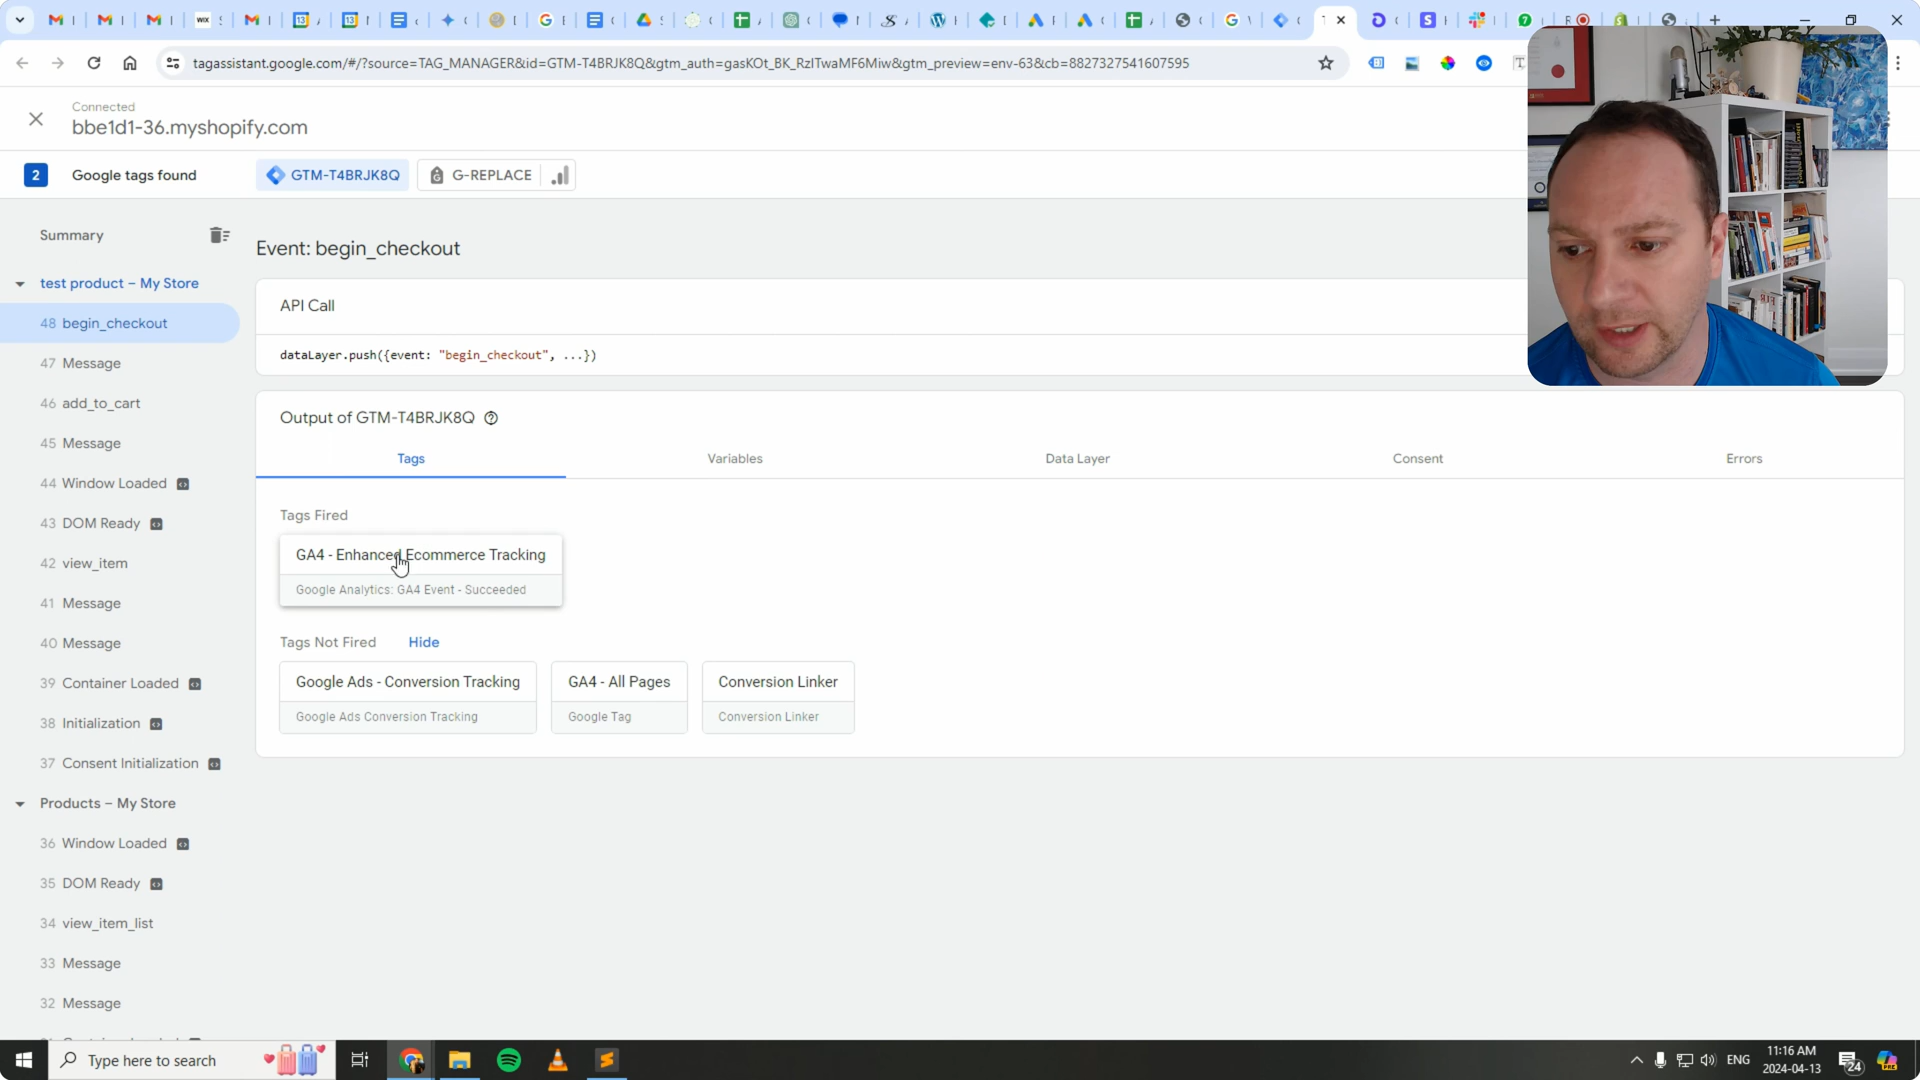 WIX
tagassistant.google.com/#/?source=TAG_MANAGER&id=GTM-T4BRJK8Q&gtm_auth=gasKOt_BK_RzITwaMF6Miw&gtm_preview=env-63&cb=8827327541607595
Connected
bbe1d1-36.myshopify.com
2 Google tags found
GTM-T4BRJK8Q
G-REPLACE
Summary
test product – My Store
48 begin_checkout
47 Message
46 add_to_cart
45 Message
44 Window Loaded
43 DOM Ready
42 view_item
41 Message
40 Message
39 Container Loaded
38 Initialization
37 Consent Initialization
Products – My Store
36 Window Loaded
35 DOM Ready
34 view_item_list
33 Message
32 Message
Event: begin_checkout
API Call
dataLayer.push({event: "begin_checkout", ...})
Output of GTM-T4BRJK8Q
Tags
Variables
Data Layer
Consent
Errors
Tags Fired
GA4 - Enhanced Ecommerce Tracking
Google Analytics: GA4 Event - Succeeded
Tags Not Fired
Hide
Google Ads - Conversion Tracking
Google Ads Conversion Tracking
GA4 - All Pages
Google Tag
Conversion Linker
Conversion Linker
Type here to search
ENG
11:16 AM
2024-04-13
24